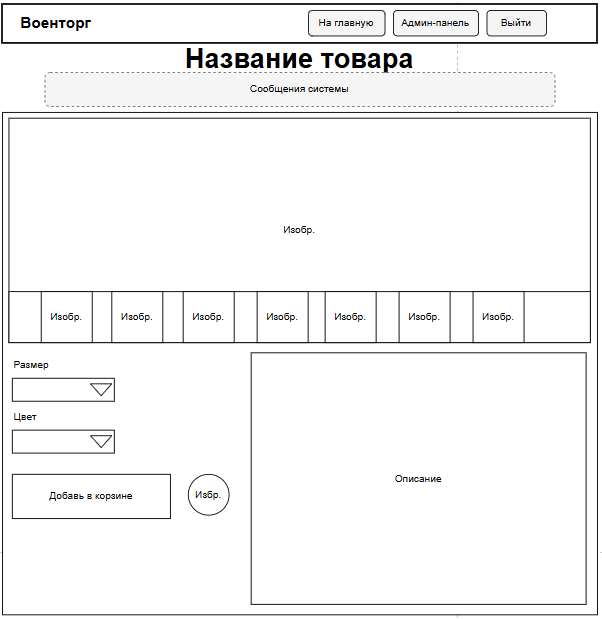 Военторг
На главную
Админ-панель
Выйти
Название товара
Сообщения системы
Изобр.
Изобр. Изобр. Изобр. Изобр. Изобр. Изобр. Изобр.
Размер
Цвет
Добавь в корзине
Избр.
Описание